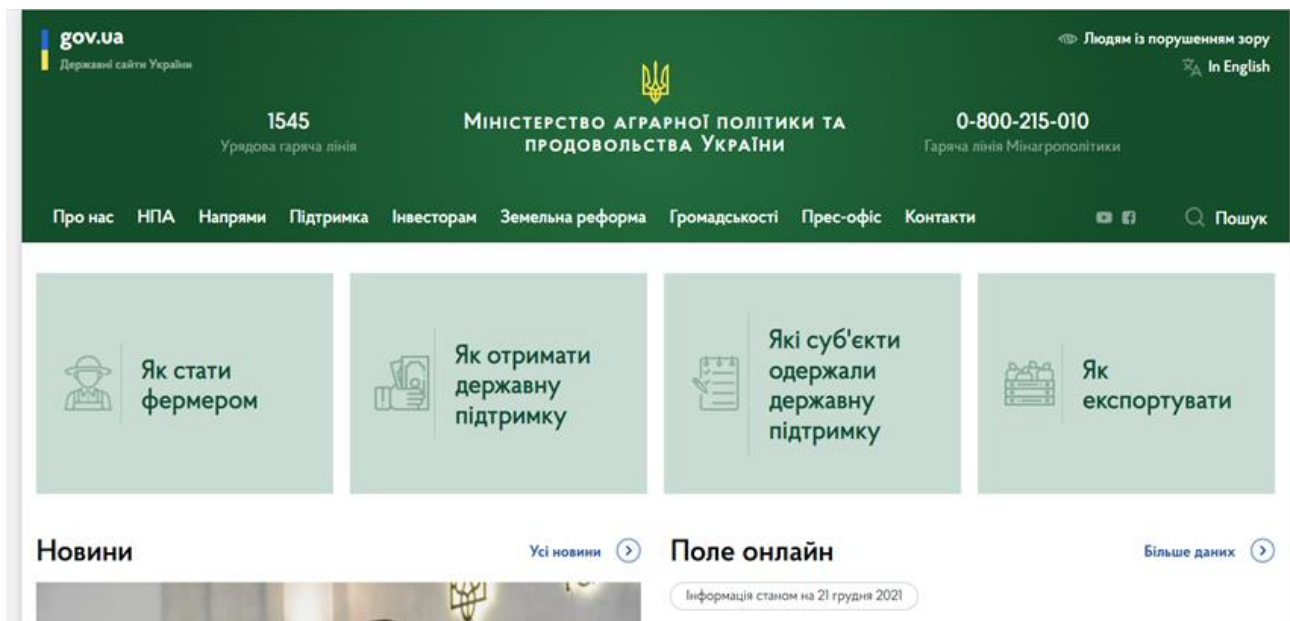 gov.ua
Державні сайти України
Людям із порушенням зору
In English
1545
Урядова гаряча лінія
Міністерство аграрної політики та
продовольства України
0-800-215-010
Гаряча лінія Мінагрополітики
Про нас НПА Напрями Підтримка Інвесторам Земельна реформа Громадськості Прес-офіс Контакти Пошук
Як стати
фермером
Як отримати
державну
підтримку
Які суб'єкти
одержали
державну
підтримку
Як
експортувати
Новини
Усі новини
Поле онлайн
Більше даних
Інформація станом на 21 грудня 2021